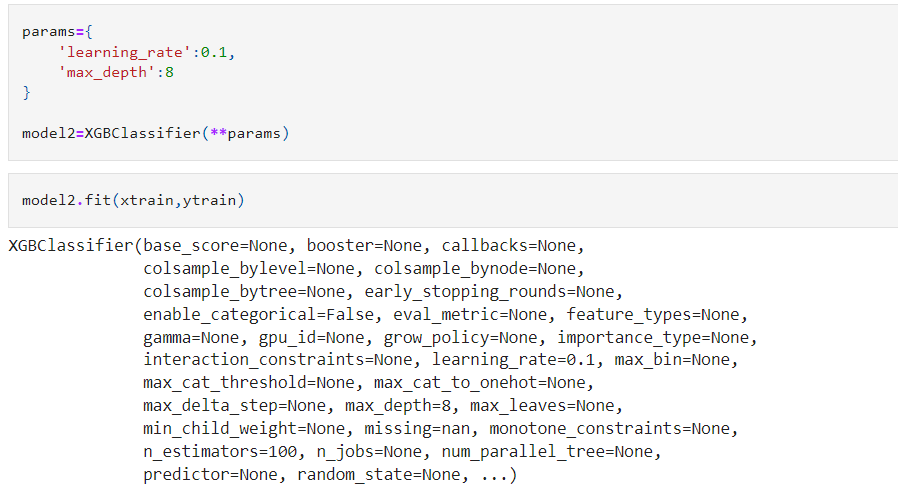 params={
    'learning_rate':0.1,
    'max_depth':8
}
model2=XGBClassifier(**params)
model2.fit(xtrain,ytrain)
XGBClassifier(base_score=None, booster=None, callbacks=None,
              colsample_bylevel=None, colsample_bynode=None,
              colsample_bytree=None, early_stopping_rounds=None,
              enable_categorical=False, eval_metric=None, feature_types=None,
              gamma=None, gpu_id=None, grow_policy=None, importance_type=None,
              interaction_constraints=None, learning_rate=0.1, max_bin=None,
              max_cat_threshold=None, max_cat_to_onehot=None,
              max_delta_step=None, max_depth=8, max_leaves=None,
              min_child_weight=None, missing=nan, monotone_constraints=None,
              n_estimators=100, n_jobs=None, num_parallel_tree=None,
              predictor=None, random_state=None, ...)